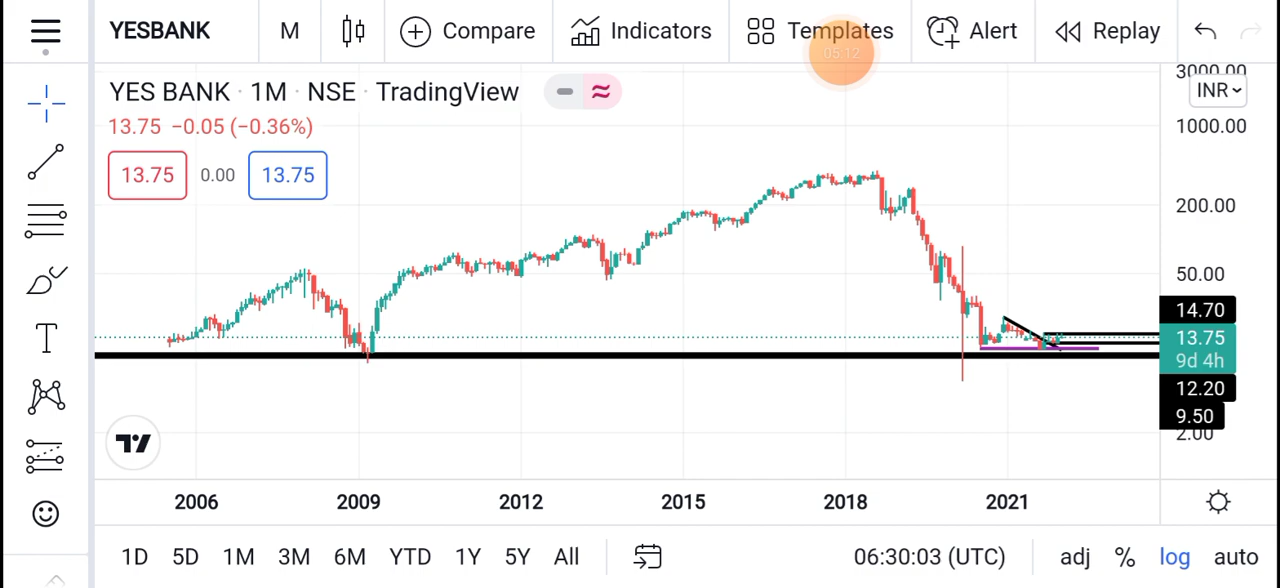 YESBANK M Compare Indicators Templates Alert Replay
05:12
YES BANK · 1M · NSE · TradingView
13.75 −0.05 (−0.36%)
13.75 0.00 13.75
3000.00
INR
1000.00
200.00
50.00
14.70
13.75
9d 4h
12.20
9.50
2.00
T
2006 2009 2012 2015 2018 2021
1D 5D 1M 3M 6M YTD 1Y 5Y All 06:30:03 (UTC) adj % log auto